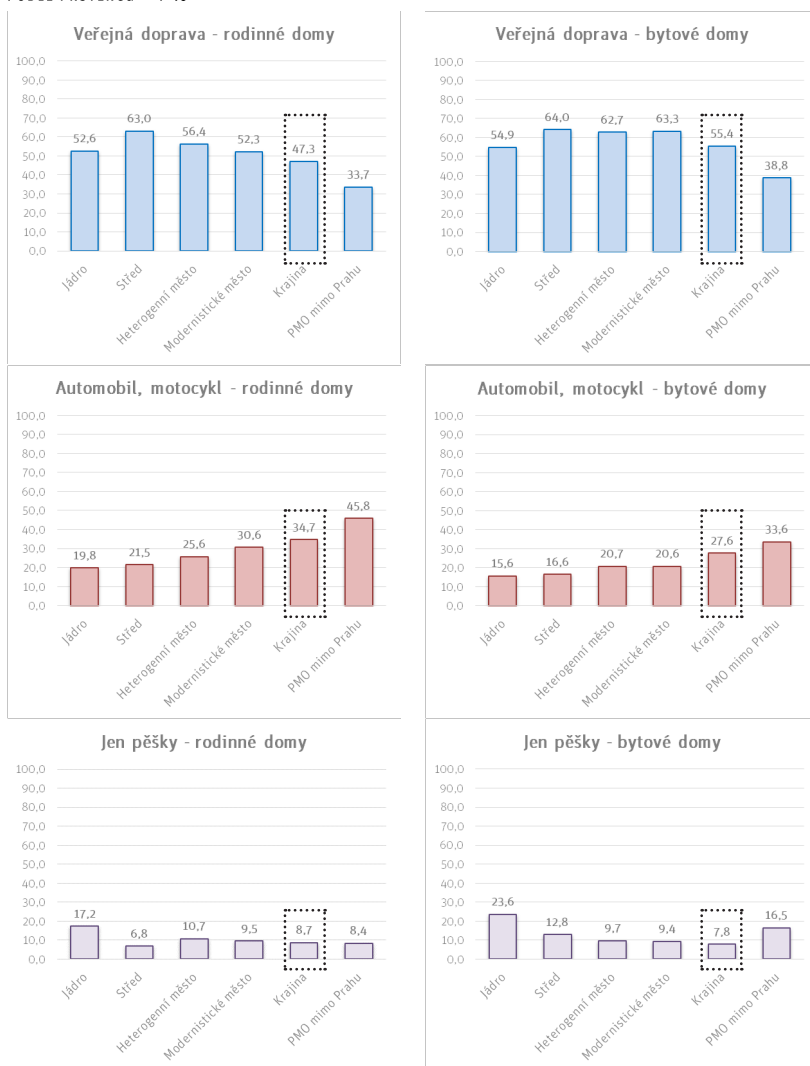 Veřejná doprava - rodinné domy
100,0
90,0
80,0
70,0
60,0
50,0
40,0
30,0
20,0
10,0
0,0
52,6
63,0
56,4
52,3
47,3
33,7
Jádro
Střed
Heterogenní město
Modernistické město
Krajina
PMO mimo Prahu
Veřejná doprava - bytové domy
100,0
90,0
80,0
70,0
60,0
50,0
40,0
30,0
20,0
10,0
0,0
54,9
64,0
62,7
63,3
55,4
38,8
Jádro
Střed
Heterogenní město
Modernistické město
Krajina
PMO mimo Prahu
Automobil, motocykl - rodinné domy
100,0
90,0
80,0
70,0
60,0
50,0
40,0
30,0
20,0
10,0
0,0
19,8
21,5
25,6
30,6
34,7
45,8
Jádro
Střed
Heterogenní město
Modernistické město
Krajina
PMO mimo Prahu
Automobil, motocykl - bytové domy
100,0
90,0
80,0
70,0
60,0
50,0
40,0
30,0
20,0
10,0
0,0
15,6
16,6
20,7
20,6
27,6
33,6
Jádro
Střed
Heterogenní město
Modernistické město
Krajina
PMO mimo Prahu
Jen pěšky - rodinné domy
100,0
90,0
80,0
70,0
60,0
50,0
40,0
30,0
20,0
10,0
0,0
17,2
6,8
10,7
9,5
8,7
8,4
Jádro
Střed
Heterogenní město
Modernistické město
Krajina
PMO mimo Prahu
Jen pěšky - bytové domy
100,0
90,0
80,0
70,0
60,0
50,0
40,0
30,0
20,0
10,0
0,0
23,6
12,8
9,7
9,4
7,8
16,5
Jádro
Střed
Heterogenní město
Modernistické město
Krajina
PMO mimo Prahu